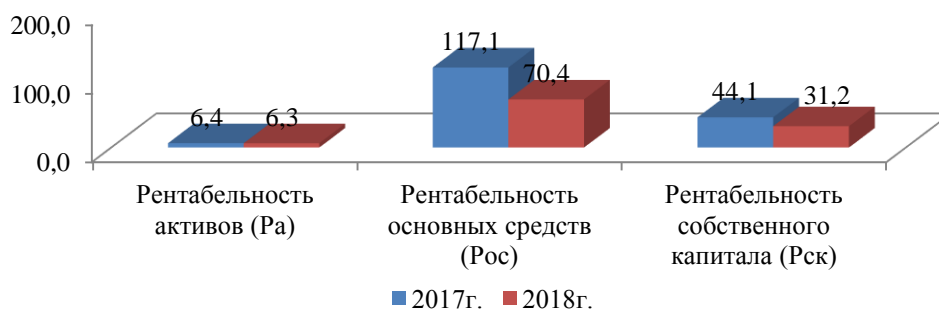 200,0
100,0
0,0
6,4
6,3
117,1
70,4
44,1
31,2
Рентабельность
активов (Ра)
Рентабельность
основных средств
(Рос)
Рентабельность
собственного
капитала (Рск)
2017г.
2018г.